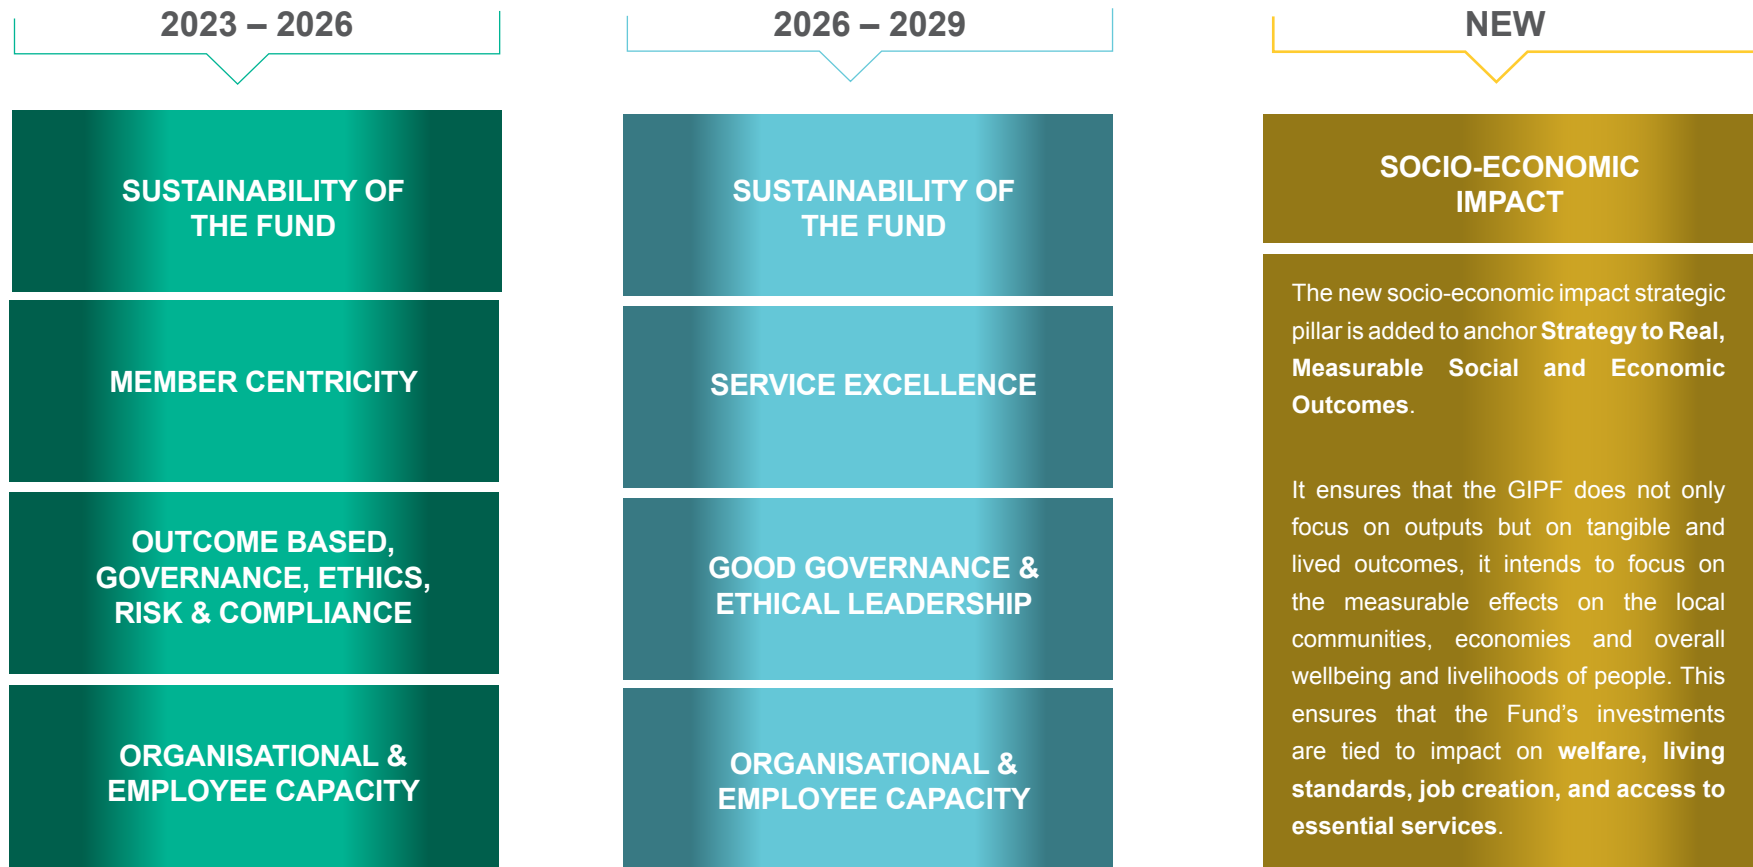 2023 – 2026
SUSTAINABILITY OF
THE FUND
MEMBER CENTRICITY
OUTCOME BASED,
GOVERNANCE, ETHICS,
RISK & COMPLIANCE
ORGANISATIONAL &
EMPLOYEE CAPACITY
2026 – 2029
SUSTAINABILITY OF
THE FUND
SERVICE EXCELLENCE
GOOD GOVERNANCE &
ETHICAL LEADERSHIP
ORGANISATIONAL &
EMPLOYEE CAPACITY
NEW
SOCIO-ECONOMIC
IMPACT
The new socio-economic impact strategic
pillar is added to anchor Strategy to Real,
Measurable Social and Economic
Outcomes.
It ensures that the GIPF does not only
focus on outputs but on tangible and
lived outcomes, it intends to focus on
the measurable effects on the local
communities, economies and overall
wellbeing and livelihoods of people. This
ensures that the Fund’s investments
are tied to impact on welfare, living
standards, job creation, and access to
essential services.